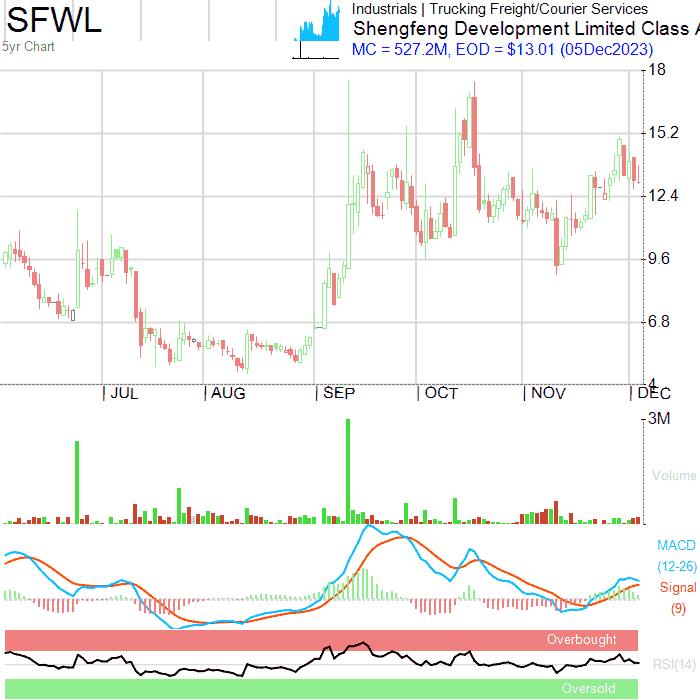 SFWL
5yr Chart
Industrials | Trucking Freight/Courier Services
Shengfeng Development Limited Class A
MC = 527.2M, EOD = $13.01 (05Dec2023)
18
15.2
12.4
9.6
6.8
4
JUL AUG SEP OCT NOV DEC
3M
Volume
MACD
(12-26)
Signal
(9)
Overbought
RSI(14)
Oversold